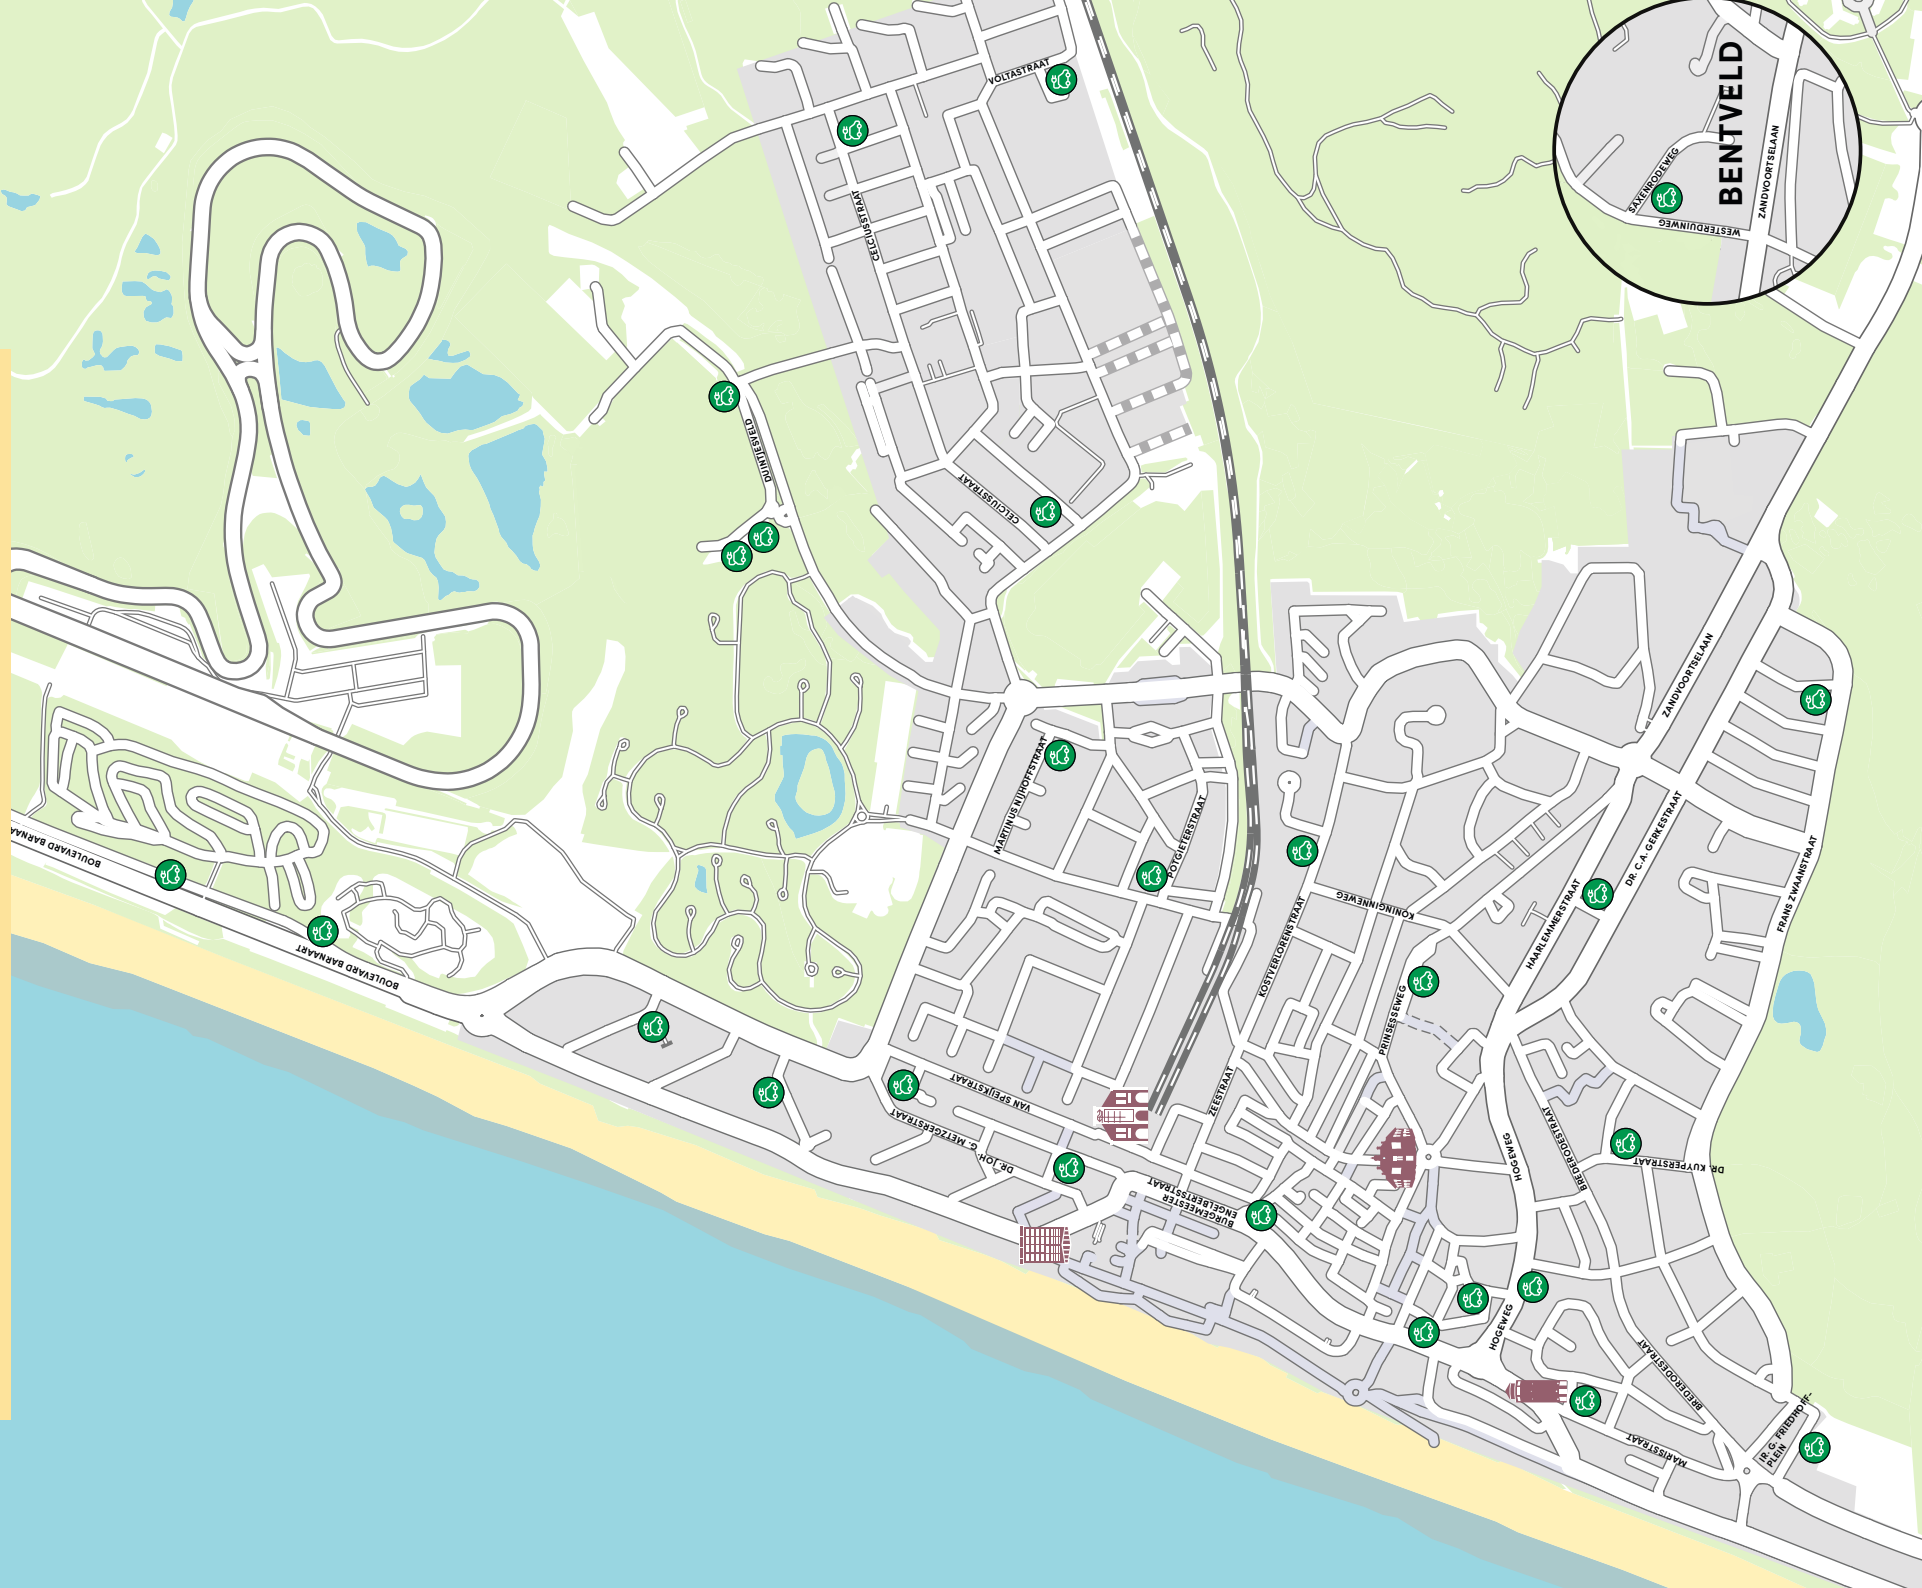 BENTVELD
VOLTASTRAAT
ZANDVOORTSELAAN
SAXENRODEWEG
WESTERDUINWEG
CELCIUSSTRAAT
DUINTJESVELD
CELCIUSSTRAAT
ZANDVOORTSELAAN
MARTINUS NIJHOFFSTRAAT
POTGIETERSTRAAT
BOULEVARD BARNAA
BOULEVARD BARNAART
KONINGINNEWEG
KOSTVERLORENSTRAAT
HAARLEMMERSTRAAT
DR. C.A. GERKESTRAAT
FRANS ZWAANSTRAAT
PRINSESSEWEG
VAN SPEIJKSTRAAT
ZEESTRAAT
DR. JOH. G. METZGERSTRAAT
BURGEMEESTER
ENGELBERTSSTRAAT
HOGEWEG
BREDERODESTRAAT
DR. KUYPERSTRAAT
HOGEWEG
BREDERODESTRAAT
MARISSTRAAT
IR. G. FRIEDHOFF-
PLEIN